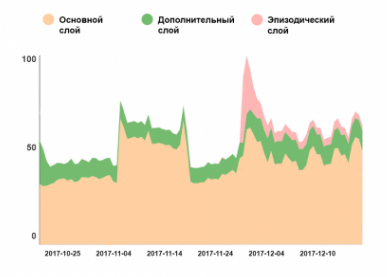 Основной
слой
Дополнительный
слой
Эпизодический
слой
100
50
0
2017-10-25
2017-11-04
2017-11-14
2017-11-24
2017-12-04
2017-12-10